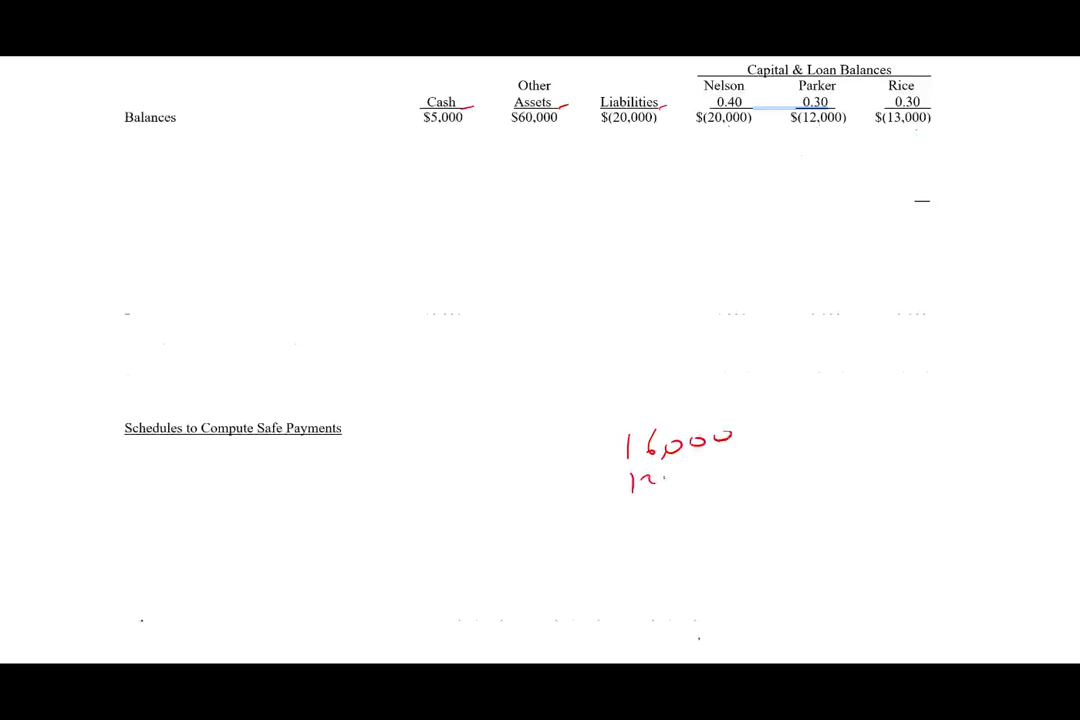 Capital & Loan Balances
Other Nelson Parker Rice
Cash Assets Liabilities 0.40 0.30 0.30
Balances $5,000 $60,000 $(20,000) $(20,000) $(12,000) $(13,000)
Schedules to Compute Safe Payments
16,000